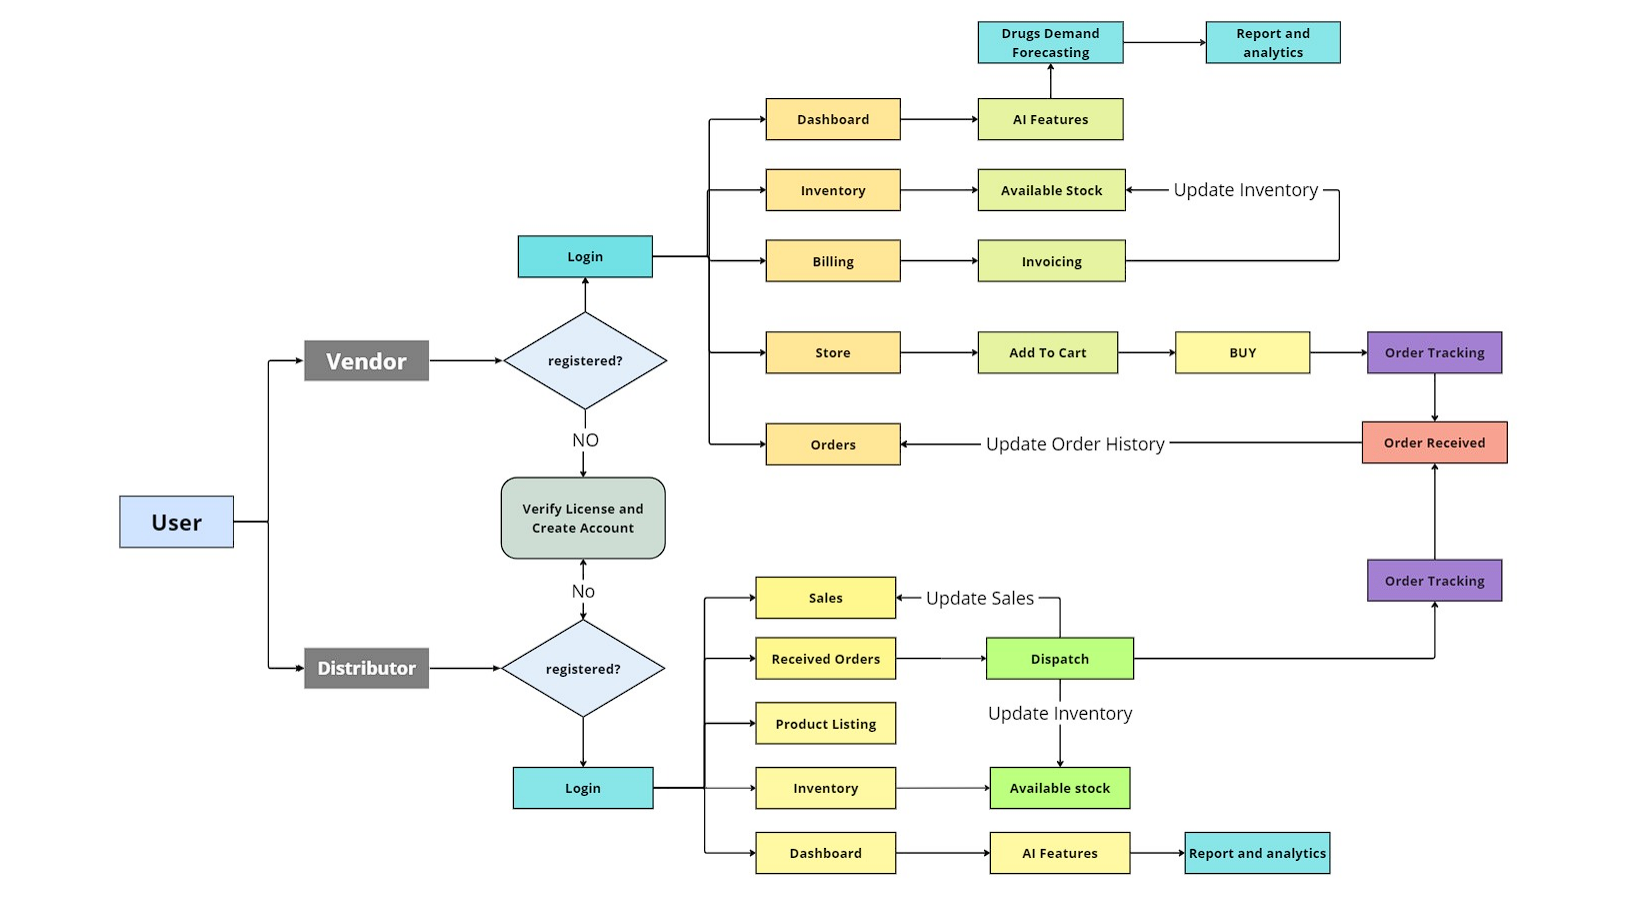 Drugs Demand
Forecasting
Report and
analytics
Dashboard
AI Features
Inventory
Available Stock
Update Inventory
Login
Billing
Invoicing
Vendor
registered?
Store
Add To Cart
BUY
Order Tracking
NO
Orders
Update Order History
Order Received
User
Verify License and
Create Account
Order Tracking
No
Sales
Update Sales
Distributor
registered?
Received Orders
Dispatch
Update Inventory
Product Listing
Login
Inventory
Available stock
Dashboard
AI Features
Report and analytics